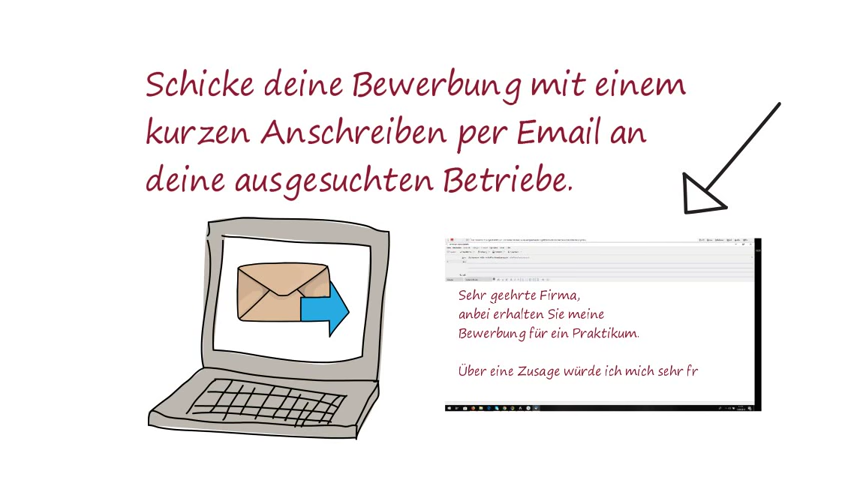 Schicke deine Bewerbung mit einem
kurzen Anschreiben per Email an
deine ausgesuchten Betriebe.
Sehr geehrte Firma,
anbei erhalten Sie meine
Bewerbung für ein Praktikum.
Über eine Zusage würde ich mich sehr fr